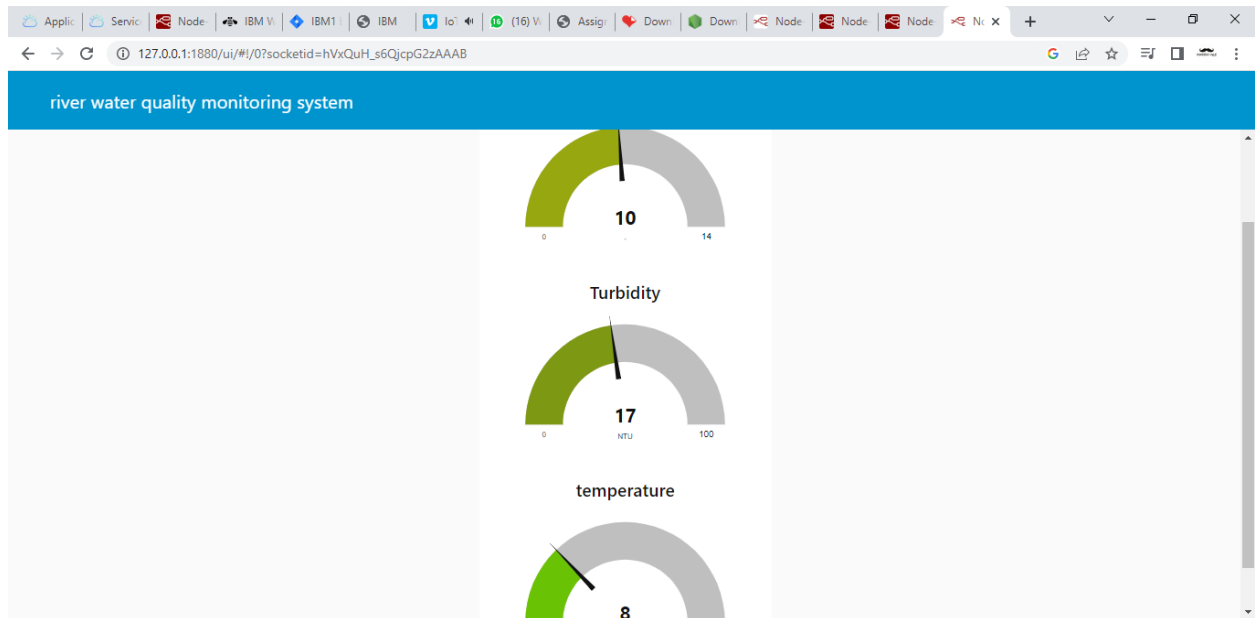 Applic Servic Node- IBM W IBM1 IBM IoT (16) W Assig Down Down Node- Node- Node- No
127.0.0.1:1880/ui/#!/0?socketid=hVxQuH_s6QjcpG2zAAAB
river water quality monitoring system
10
0 14
Turbidity
17
0 NTU 100
temperature
8